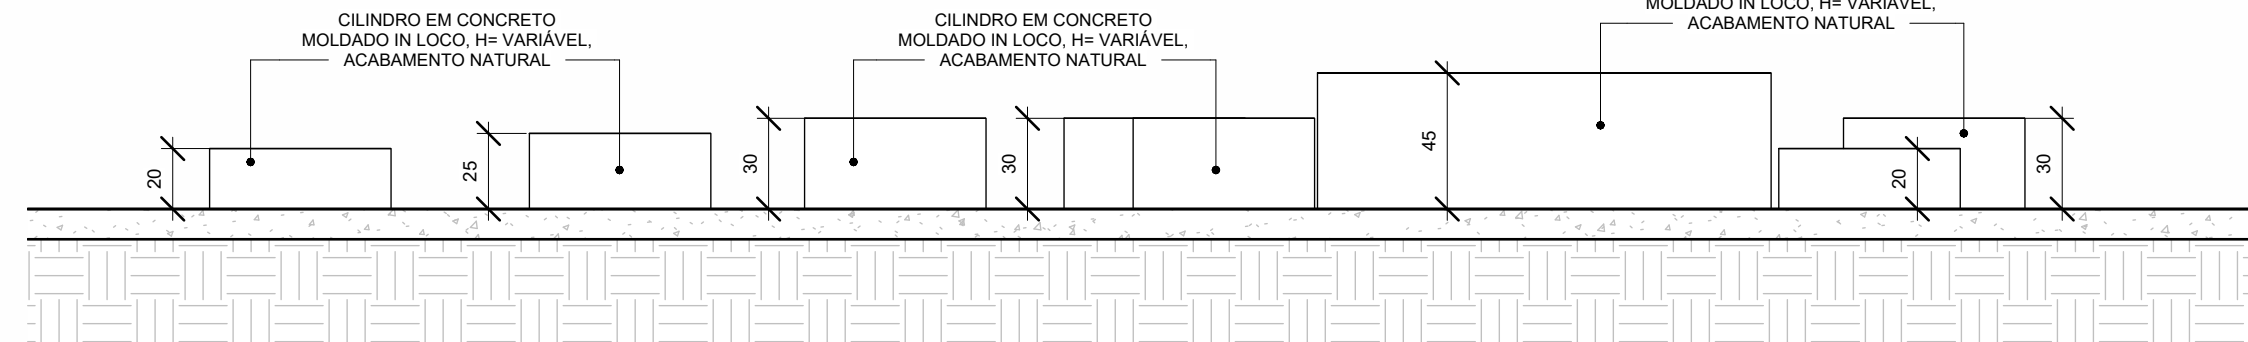 CILINDRO EM CONCRETO
MOLDADO IN LOCO, H= VARIÁVEL,
ACABAMENTO NATURAL
CILINDRO EM CONCRETO
MOLDADO IN LOCO, H= VARIÁVEL,
ACABAMENTO NATURAL
MOLDADO IN LOCO, H= VARIÁVEL,
ACABAMENTO NATURAL
20
25
30
30
45
20
30